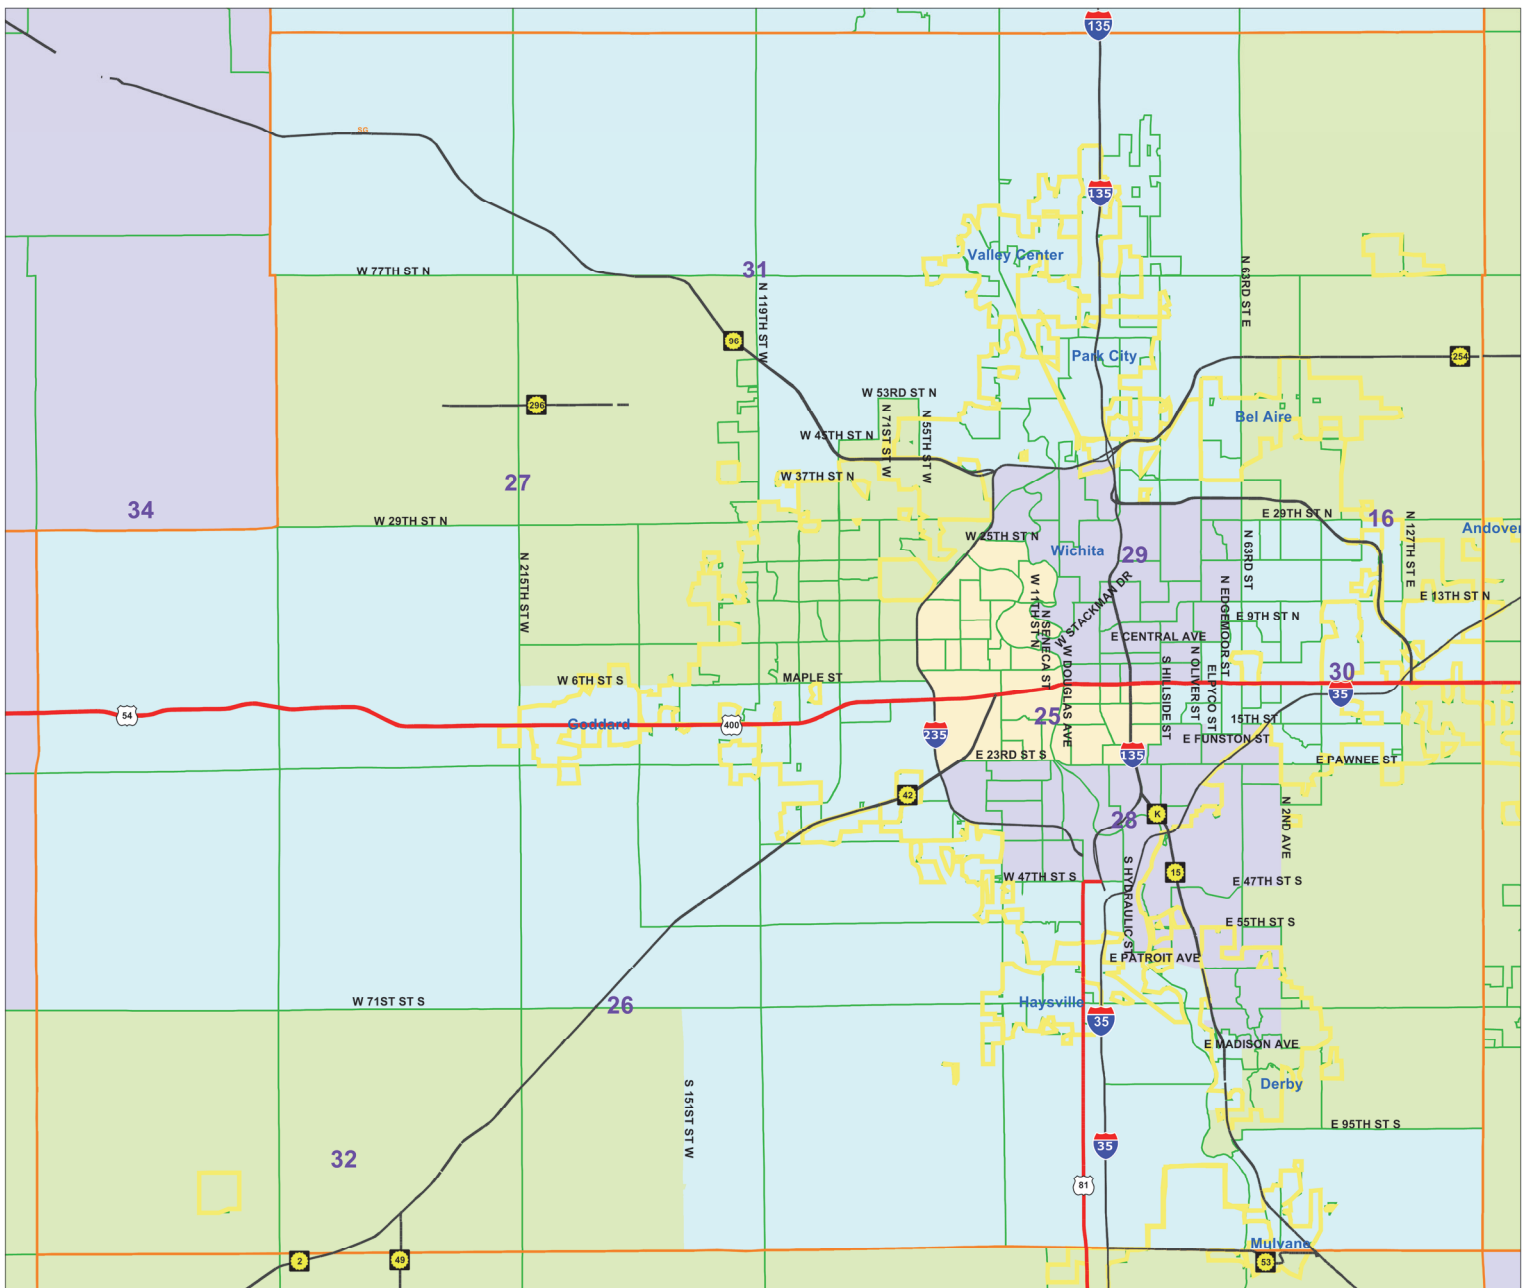 135
SG
135
Valley Center
31
W 77TH ST N
N 63RD ST E
N 119TH ST W
96
Park City
254
W 53RD ST N
296
N 71ST ST W
N 55TH ST W
Bel Aire
W 45TH ST N
W 37TH ST N
27
34
W 29TH ST N
E 29TH ST N
16
N 127TH ST E
Andover
W 25TH ST N
Wichita
29
N 63RD ST
N 215TH ST W
W 11TH ST N
N SENECA ST
W STACKMAN DR
N EDGEMOOR ST
E 13TH ST N
E 9TH ST N
E CENTRAL AVE
W DOUGLAS AVE
S HILLSIDE ST
N OLIVER ST
ELPYCO ST
30
W 6TH ST S
MAPLE ST
35
54
Goddard
400
25
15TH ST
235
E FUNSTON ST
135
E 23RD ST S
E PAWNEE ST
42
28
K
N 2ND AVE
15
W 47TH ST S
S HYDRAULIC ST
E 47TH ST S
E 55TH ST S
E PATROIT AVE
W 71ST ST S
26
Haysville
35
E MADISON AVE
Derby
S 151ST ST W
E 95TH ST S
35
32
81
Mulvane
2
49
53